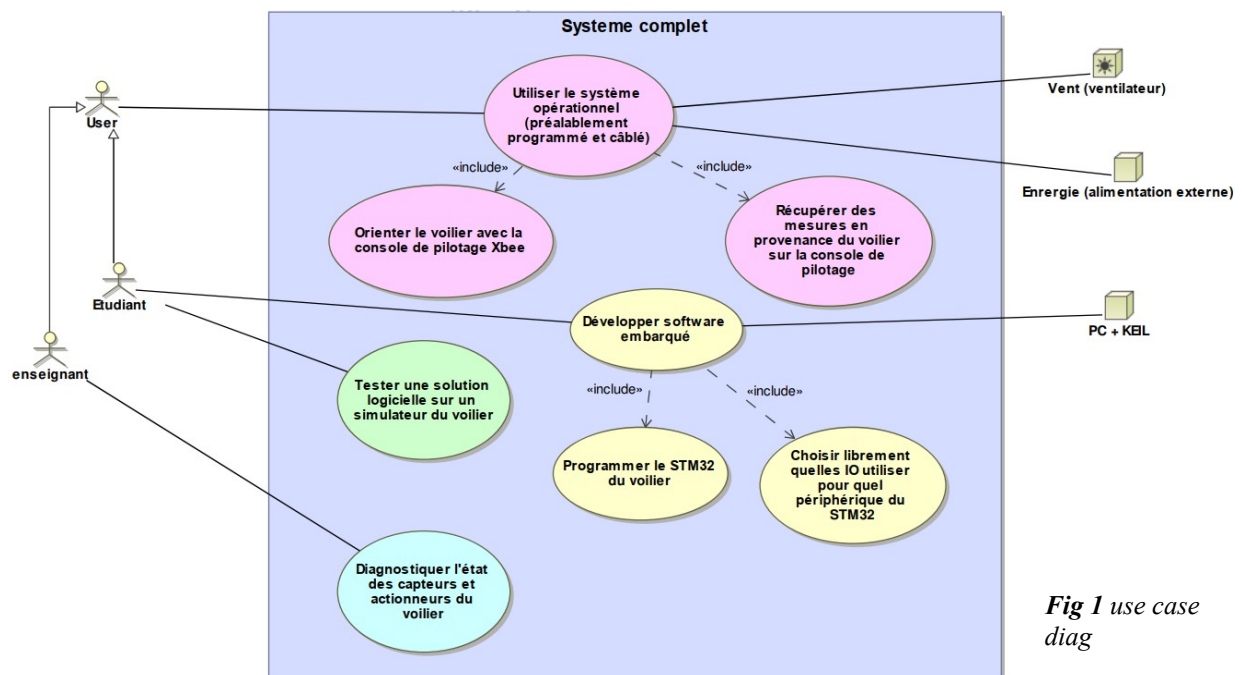 Systeme complet
Utiliser le système
opérationnel
(préalablement
programmé et câblé)
Vent (ventilateur)
User
«include»
«include»
Enrergie (alimentation externe)
Orienter le voilier avec la
console de pilotage Xbee
Récupérer des
mesures en
provenance du voilier
sur la console de
pilotage
Etudiant
Développer software
embarqué
PC + KEIL
enseignant
Tester une solution
logicielle sur un
simulateur du voilier
«include»
«include»
Programmer le STM32
du voilier
Choisir librement
quelles IO utiliser
pour quel
périphérique du
STM32
Diagnostiquer l'état
des capteurs et
actionneurs du
voilier
Fig 1 use case
diag